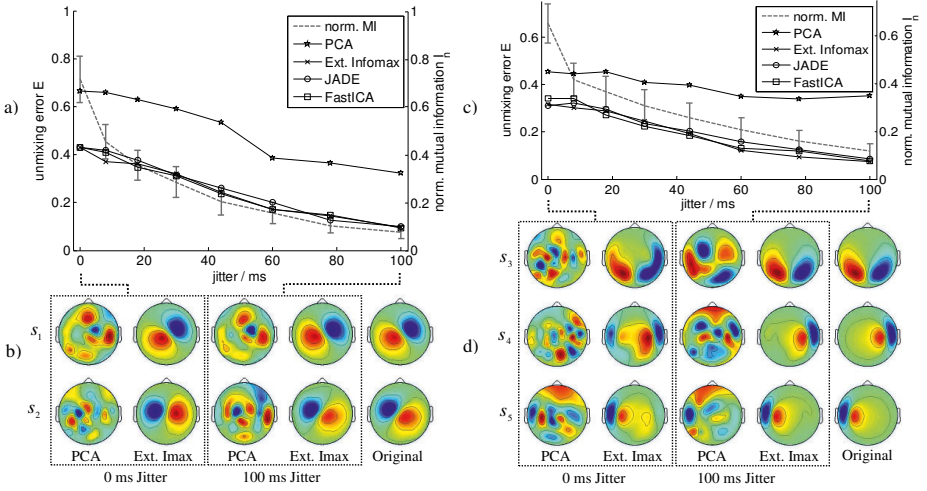 a)
unmixing error E
1
0.8
0.6
0.4
0.2
0
0 20 40 60 80 100
jitter / ms
norm. MI
PCA
Ext. Infomax
JADE
FastICA
1
0.8
0.6
0.4
0.2
0
norm. mutual information I_n
b)
s_1
s_2
PCA Ext. Imax PCA Ext. Imax Original
0 ms Jitter 100 ms Jitter
c)
unmixing error E
0.6
0.4
0.2
0
0 20 40 60 80 100
jitter / ms
norm. MI
PCA
Ext. Infomax
JADE
FastICA
0.6
0.4
0.2
0
norm. mutual information I_n
d)
s_3
s_4
s_5
PCA Ext. Imax PCA Ext. Imax Original
0 ms Jitter 100 ms Jitter